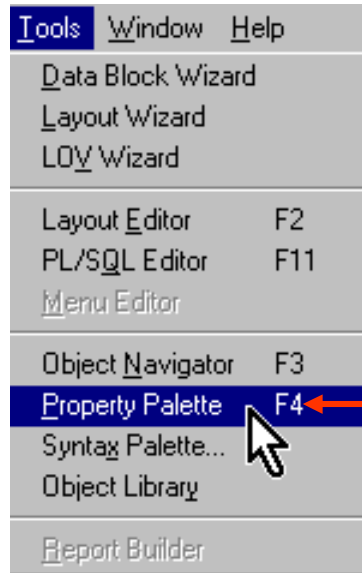 Tools Window Help
Data Block Wizard
Layout Wizard
LOV Wizard
Layout Editor F2
PL/SQL Editor F11
Menu Editor
Object Navigator F3
Property Palette F4
Syntax Palette...
Object Library
Report Builder